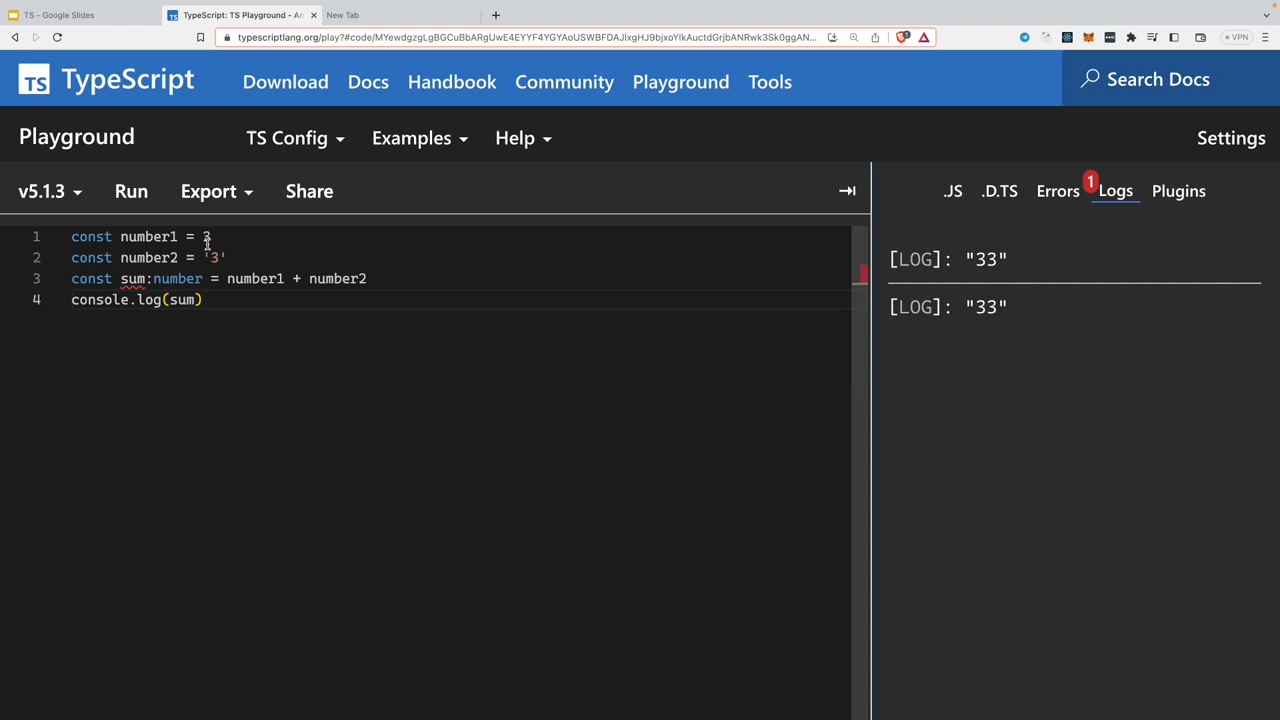 TS - Google Slides
TypeScript: TS Playground - An
New Tab
typescriptlang.org/play?#code/MYewdgzgLgBGCuBbARgUwE4EYYF4YGYAoUSWBFDAJlxgHJ9bjxoYlkAuctdGrjbANRwk3Sk0ggAN...
VPN
TS TypeScript
Download
Docs
Handbook
Community
Playground
Tools
Search Docs
Playground
TS Config
Examples
Help
Settings
v5.1.3
Run
Export
Share
.JS
.D.TS
Errors
1
Logs
Plugins
1 const number1 = 3
2 const number2 = '3'
3 const sum:number = number1 + number2
4 console.log(sum)
[LOG]: "33"
[LOG]: "33"